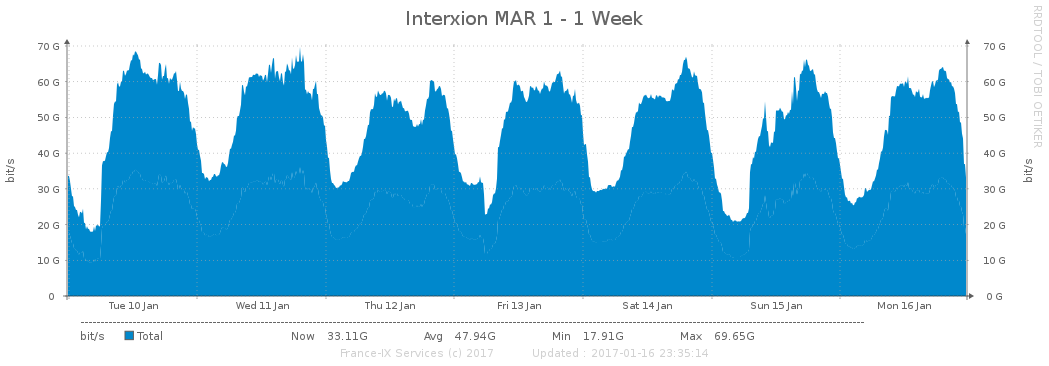 Interxion MAR 1 - 1 Week
RRDTOOL / TOBI OETIKER
70 G 70 G
60 G 60 G
50 G 50 G
40 G 40 G
30 G 30 G
20 G 20 G
10 G 10 G
0 0 G
bit/s
bit/s
Tue 10 Jan Wed 11 Jan Thu 12 Jan Fri 13 Jan Sat 14 Jan Sun 15 Jan Mon 16 Jan
bit/s Total Now 33.11G Avg 47.94G Min 17.91G Max 69.65G
France-IX Services (c) 2017 Updated : 2017-01-16 23:35:14